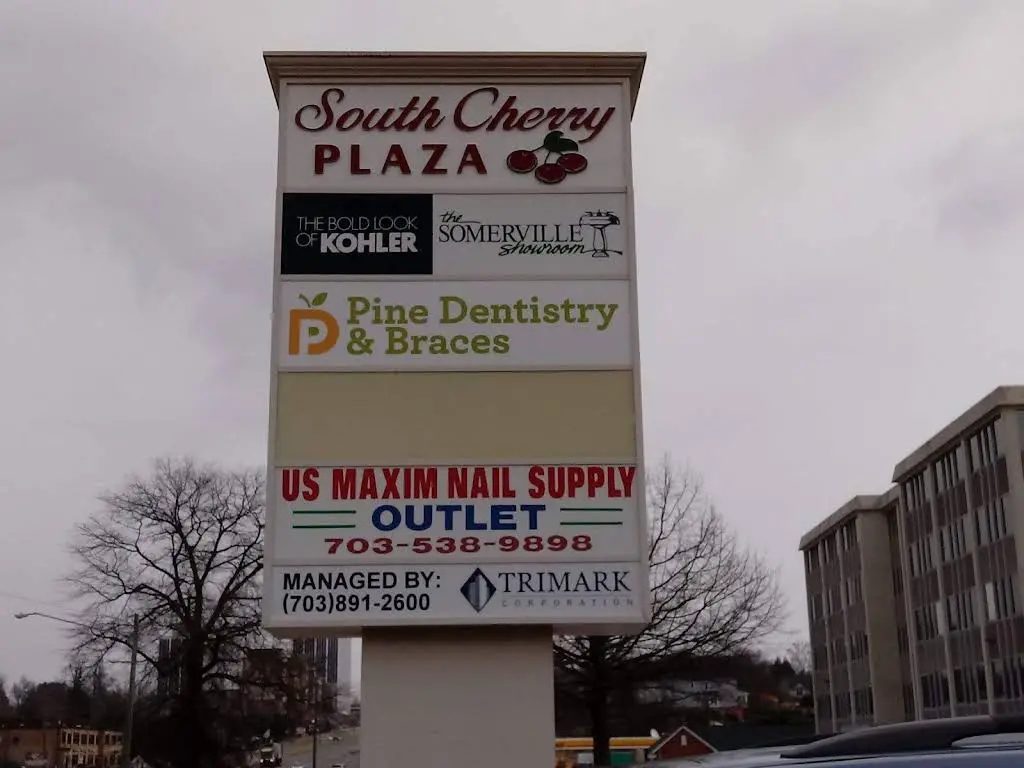 South Cherry
PLAZA
THE BOLD LOOK
OF KOHLER
the
SOMERVILLE
showroom
Pine Dentistry
& Braces
US MAXIM NAIL SUPPLY
OUTLET
703-538-9898
MANAGED BY:
(703)891-2600
TRIMARK
CORPORATION